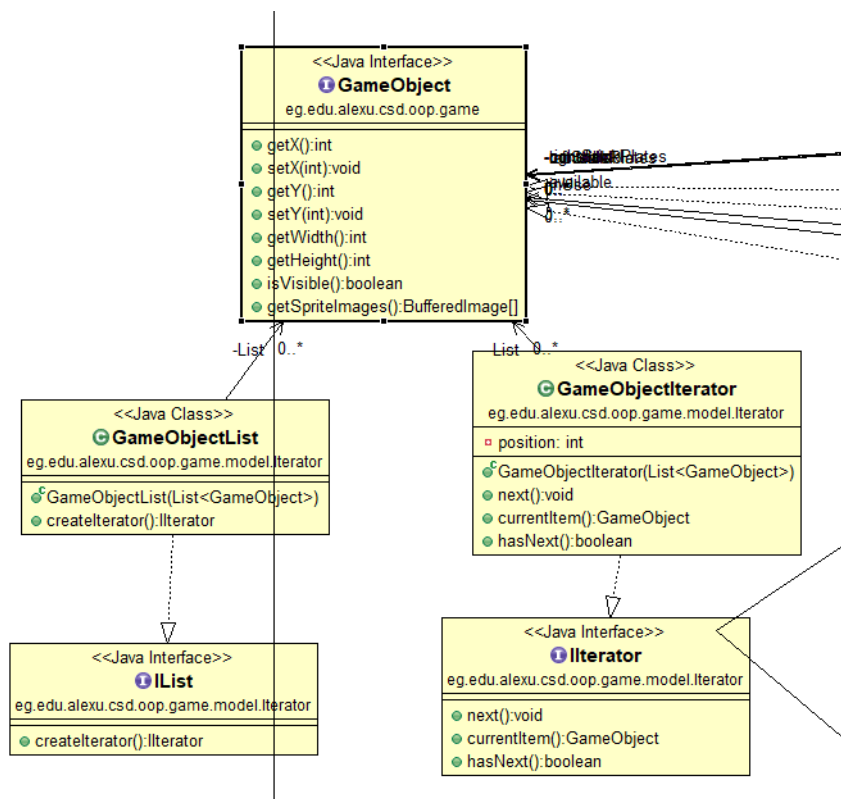 <<Java Interface>>
GameObject
eg.edu.alexu.csd.oop.game
getX():int
setX(int):void
getY():int
setY(int):void
getWidth():int
getHeight():int
isVisible():boolean
getSpriteImages():BufferedImage[]
Plates
available
0..*
-List 0..*
List 0..*
<<Java Class>>
GameObjectList
eg.edu.alexu.csd.oop.game.model.Iterator
GameObjectList(List<GameObject>)
createIterator():IIterator
<<Java Class>>
GameObjectIterator
eg.edu.alexu.csd.oop.game.model.Iterator
position: int
GameObjectIterator(List<GameObject>)
next():void
currentItem():GameObject
hasNext():boolean
<<Java Interface>>
IList
eg.edu.alexu.csd.oop.game.model.Iterator
createIterator():IIterator
<<Java Interface>>
IIterator
eg.edu.alexu.csd.oop.game.model.Iterator
next():void
currentItem():GameObject
hasNext():boolean